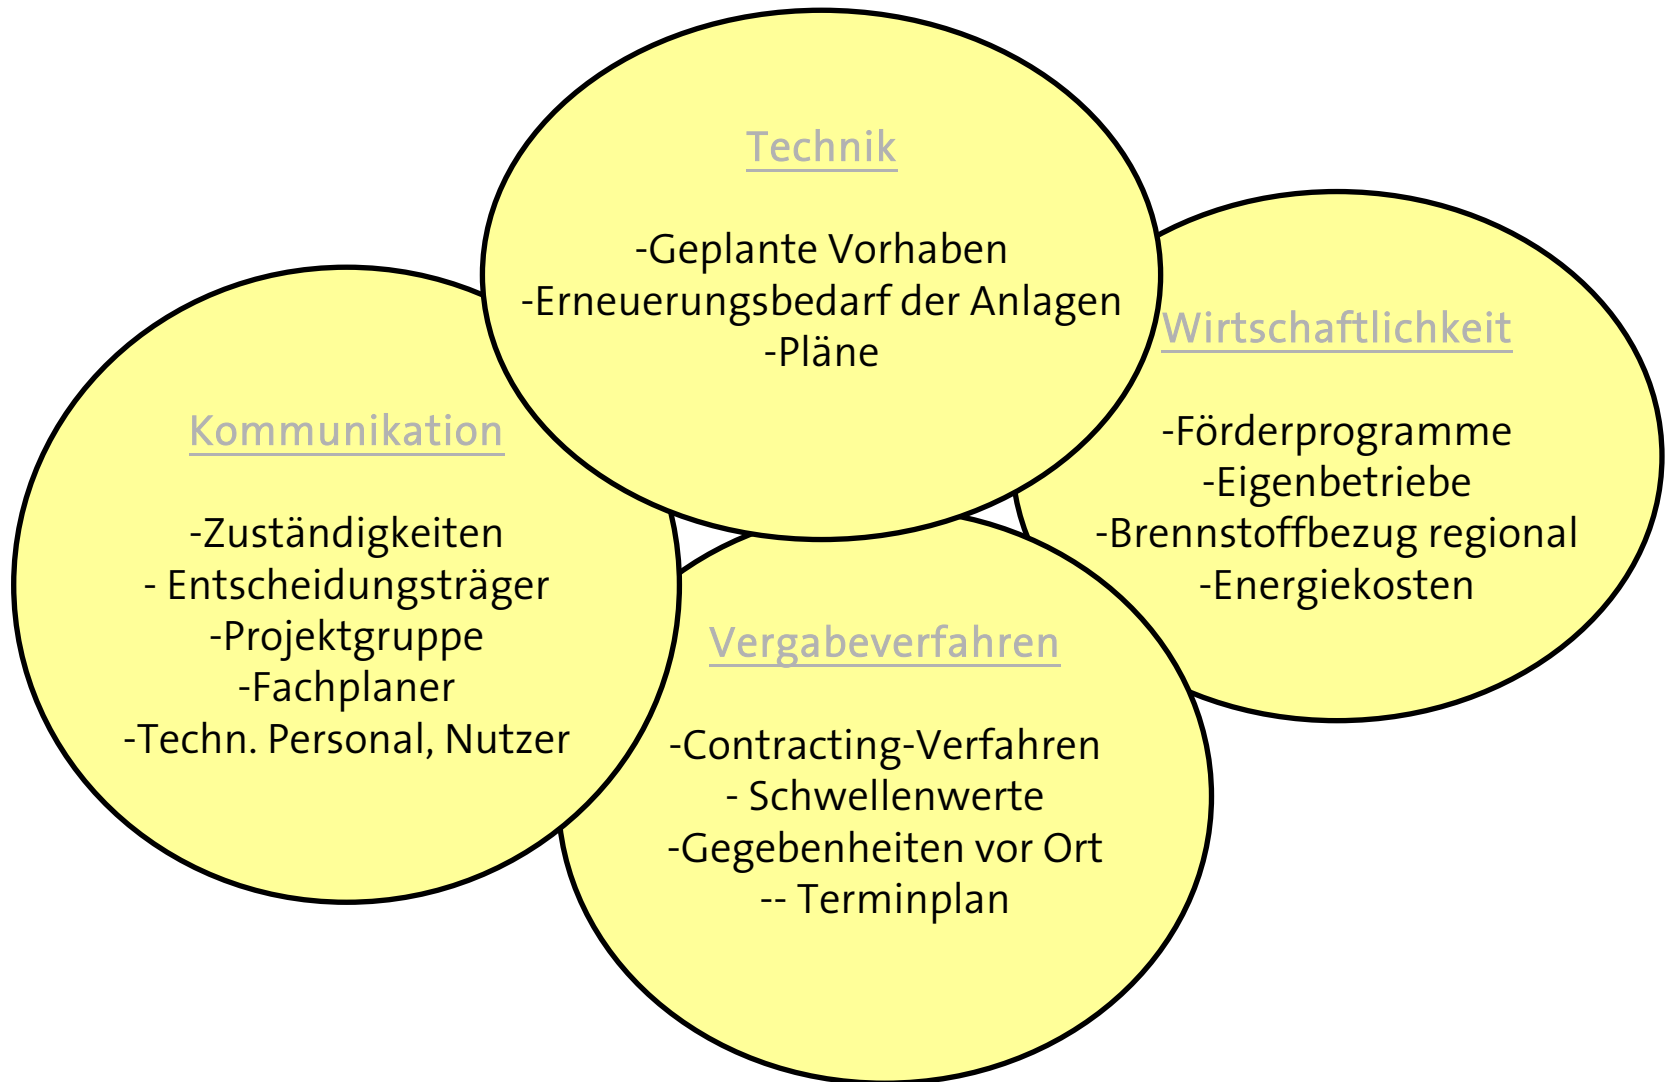 Technik
-Geplante Vorhaben
-Erneuerungsbedarf der Anlagen
-Pläne
Wirtschaftlichkeit
-Förderprogramme
-Eigenbetriebe
-Brennstoffbezug regional
-Energiekosten
Kommunikation
-Zuständigkeiten
- Entscheidungsträger
-Projektgruppe
-Fachplaner
-Techn. Personal, Nutzer
Vergabeverfahren
-Contracting-Verfahren
- Schwellenwerte
-Gegebenheiten vor Ort
-- Terminplan